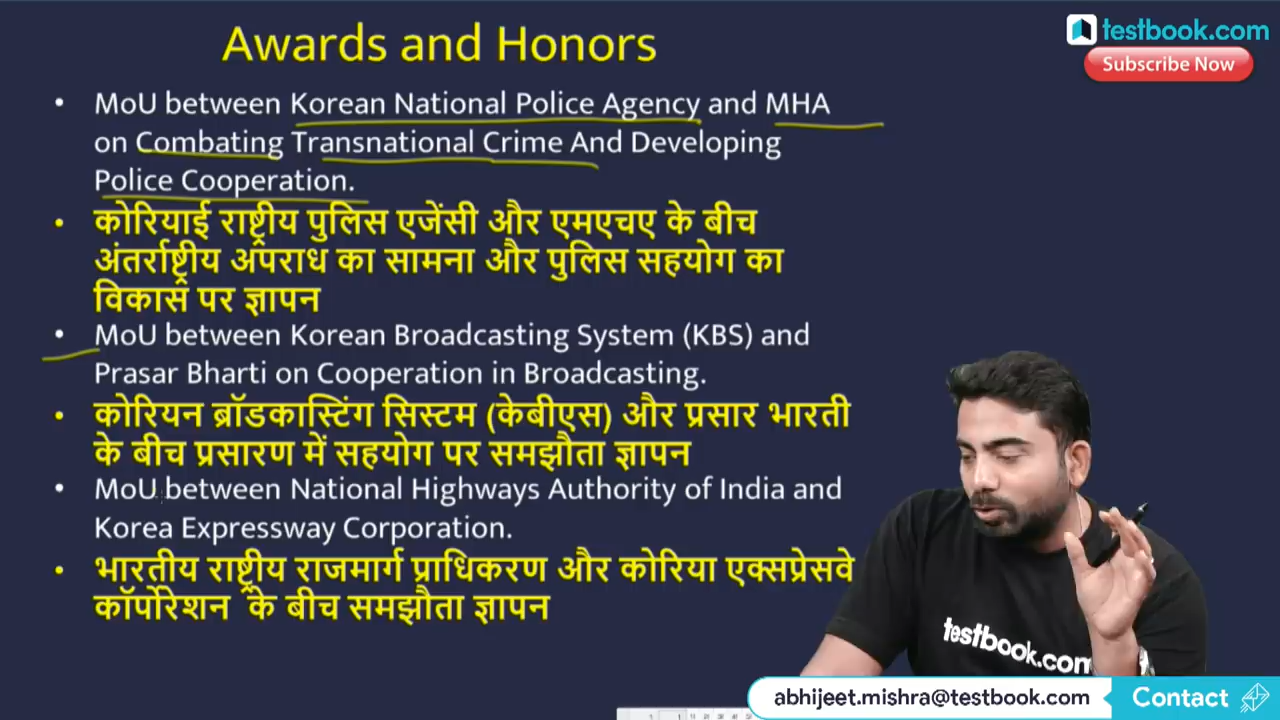 Awards and Honors
testbook.com
Subscribe Now
• MoU between Korean National Police Agency and MHA
on Combating Transnational Crime And Developing
Police Cooperation.
• कोरियाई राष्ट्रीय पुलिस एजेंसी और एमएचए के बीच
अंतर्राष्ट्रीय अपराध का सामना और पुलिस सहयोग का
विकास पर ज्ञापन
• MoU between Korean Broadcasting System (KBS) and
Prasar Bharti on Cooperation in Broadcasting.
• कोरियन ब्रॉडकास्टिंग सिस्टम (केबीएस) और प्रसार भारती
के बीच प्रसारण में सहयोग पर समझौता ज्ञापन
• MoU between National Highways Authority of India and
Korea Expressway Corporation.
• भारतीय राष्ट्रीय राजमार्ग प्राधिकरण और कोरिया एक्सप्रेसवे
कॉर्पोरेशन के बीच समझौता ज्ञापन
testbook.com
abhijeet.mishra@testbook.com
Contact